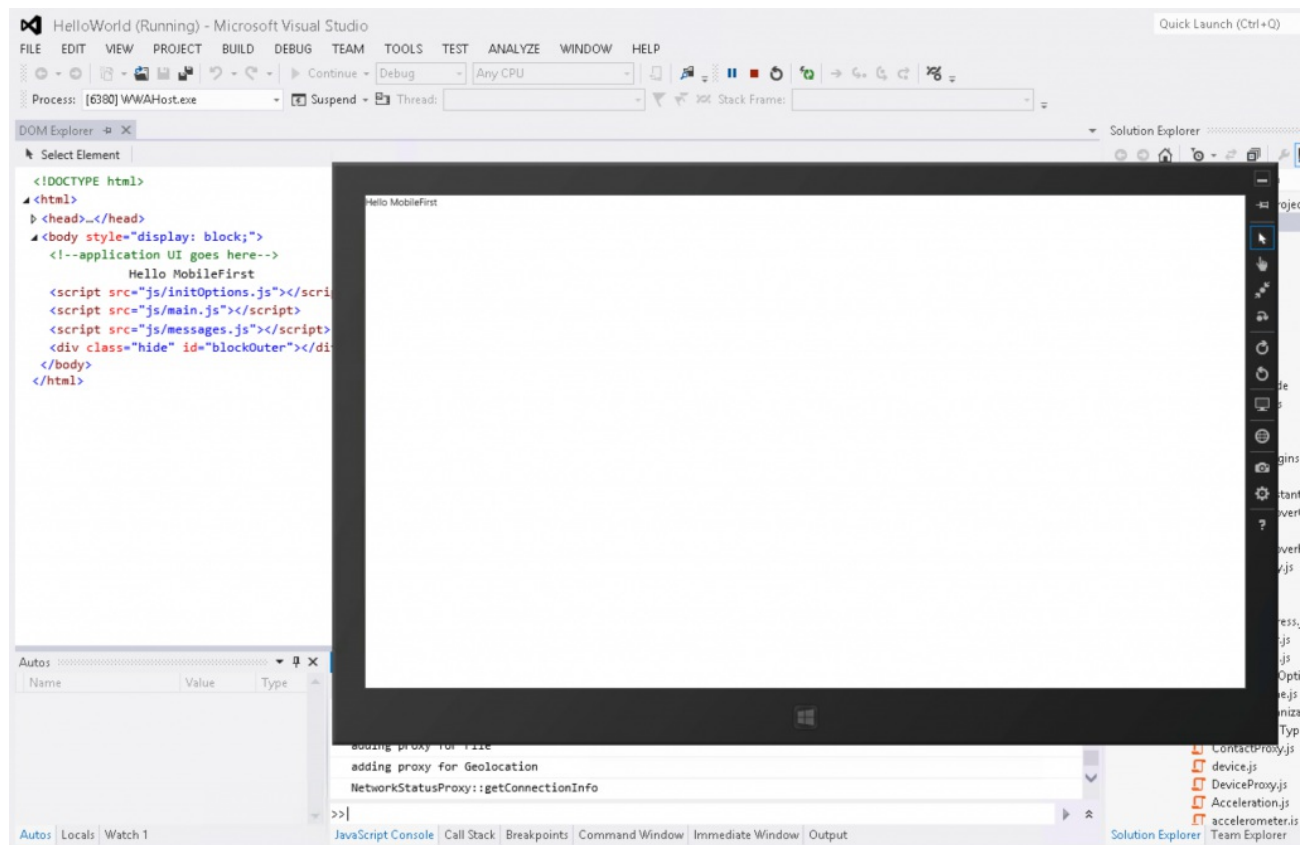 HelloWorld (Running) - Microsoft Visual Studio
Quick Launch (Ctrl+Q)
FILE EDIT VIEW PROJECT BUILD DEBUG TEAM TOOLS TEST ANALYZE WINDOW HELP
Continue Debug Any CPU
Process: [6380] WWAHost.exe Suspend Thread: Stack Frame:
DOM Explorer
Solution Explorer
Select Element
<!DOCTYPE html>
<html>
<head>…</head>
<body style="display: block;">
<!--application UI goes here-->
Hello MobileFirst
<script src="js/initOptions.js"></scri
<script src="js/main.js"></script>
<script src="js/messages.js"></script>
<div class="hide" id="blockOuter"></di
</body>
</html>
Hello MobileFirst
?
Autos
Name Value Type
adding proxy for File
adding proxy for Geolocation
NetworkStatusProxy::getConnectionInfo
>>
Autos Locals Watch 1
JavaScript Console Call Stack Breakpoints Command Window Immediate Window Output
ContactProxy.js
device.js
DeviceProxy.js
Acceleration.js
accelerometer.js
Solution Explorer Team Explorer